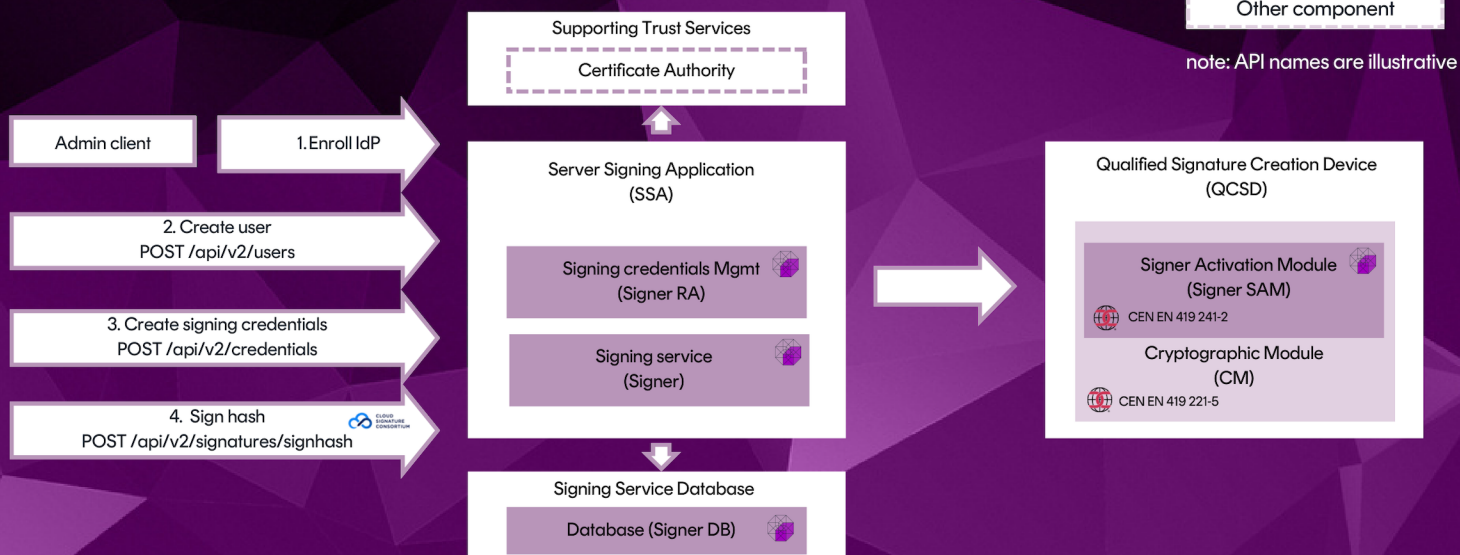 Other component
note: API names are illustrative
Supporting Trust Services
Certificate Authority
Admin client
1.Enroll IdP
2. Create user
POST /api/v2/users
3. Create signing credentials
POST /api/v2/credentials
4. Sign hash
POST /api/v2/signatures/signhash
CLOUD
SIGNATURE
CONSORTIUM
Server Signing Application
(SSA)
Signing credentials Mgmt
(Signer RA)
Signing service
(Signer)
Signing Service Database
Database (Signer DB)
Qualified Signature Creation Device
(QCSD)
Signer Activation Module
(Signer SAM)
CEN EN 419 241-2
Cryptographic Module
(CM)
CEN EN 419 221-5